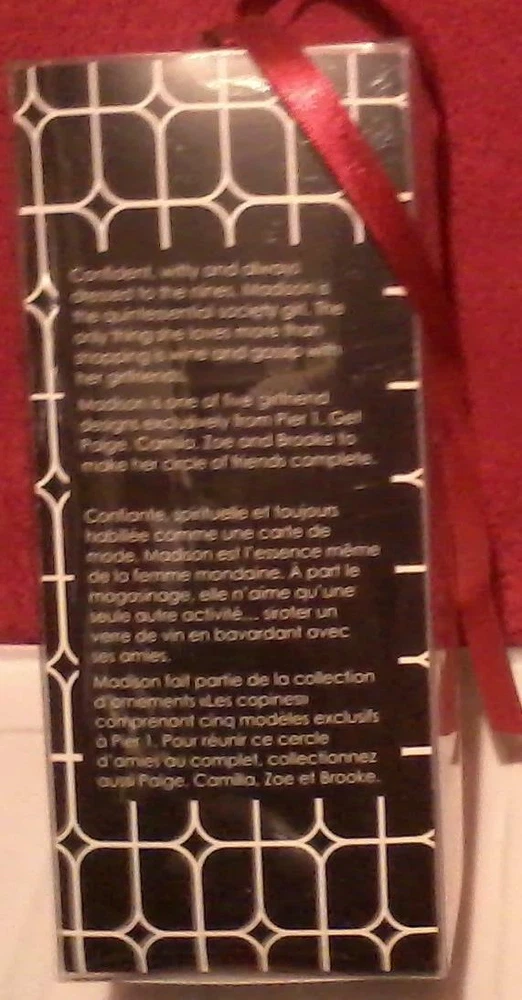 Confident, witty and always
dressed to the nines, Madison is
the quintessential society girl. The
only thing she loves more than
shopping is wine and gossip with
her girlfriends.
Madison is one of five girlfriend
designs exclusively from Pier 1. Get
Paige, Camilla, Zoe and Brooke to
make her circle of friends complete.
Confiante, spirituelle et toujours
habillée comme une carte de
mode, Madison est l'essence même
de la femme mondaine. À part le
magasinage, elle n'aime qu'une
seule autre activité... siroter un
verre de vin en bavardant avec
ses amies.
Madison fait partie de la collection
d'ornements «Les copines»
comprenant cinq modèles exclusifs
à Pier 1. Pour réunir ce cercle
d'amies au complet, collectionnez
aussi Paige, Camilla, Zoe et Brooke.